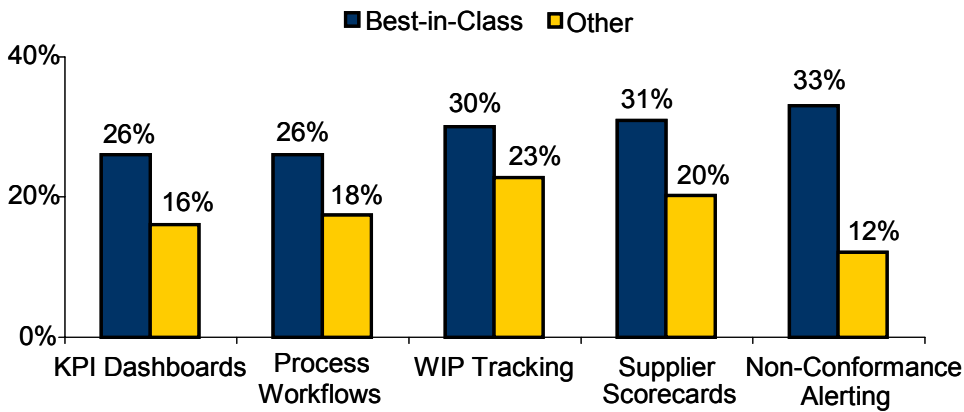 Best-in-Class Other
40%
20%
0%
26% 16% 26% 18% 30% 23% 31% 20% 33% 12%
KPI Dashboards Process Workflows WIP Tracking Supplier Scorecards Non-Conformance Alerting